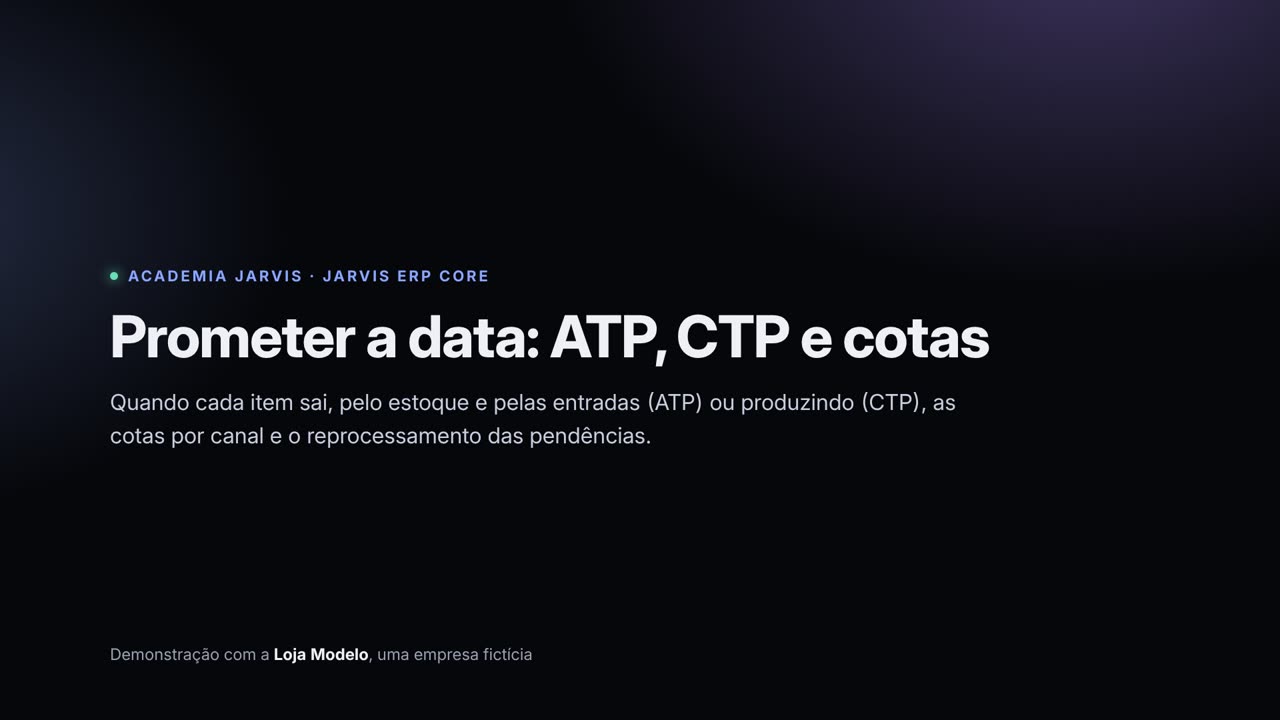 ACADEMIA JARVIS · JARVIS ERP CORE
Prometer a data: ATP, CTP e cotas
Quando cada item sai, pelo estoque e pelas entradas (ATP) ou produzindo (CTP), as
cotas por canal e o reprocessamento das pendências.
Demonstração com a Loja Modelo, uma empresa fictícia